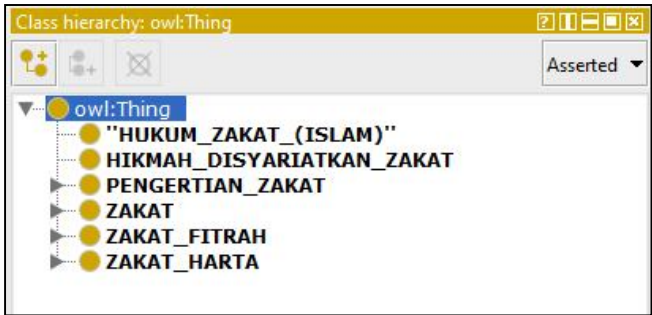 Class hierarchy: owl:Thing
Asserted
owl:Thing
"HUKUM_ZAKAT_(ISLAM)"
HIKMAH_DISYARIATKAN_ZAKAT
PENGERTIAN_ZAKAT
ZAKAT
ZAKAT_FITRAH
ZAKAT_HARTA